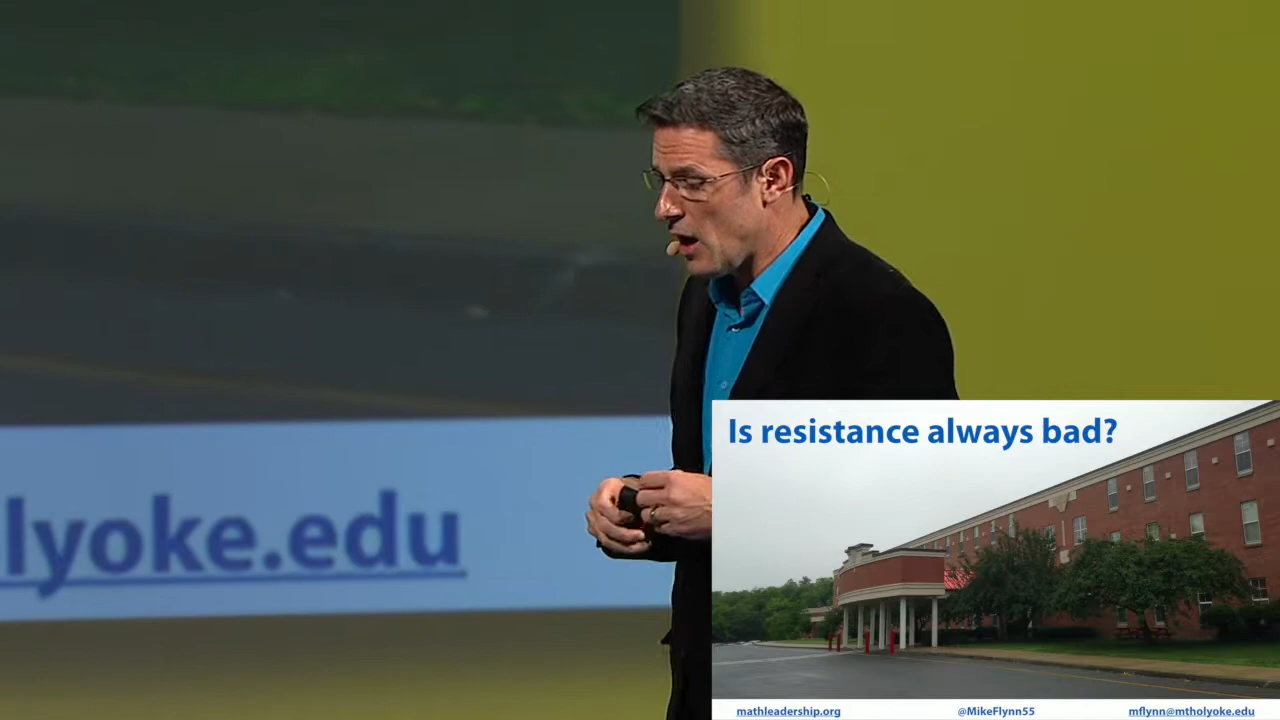 lyoke.edu
Is resistance always bad?
mathleadership.org
@MikeFlynn55
mflynn@mtholyoke.edu